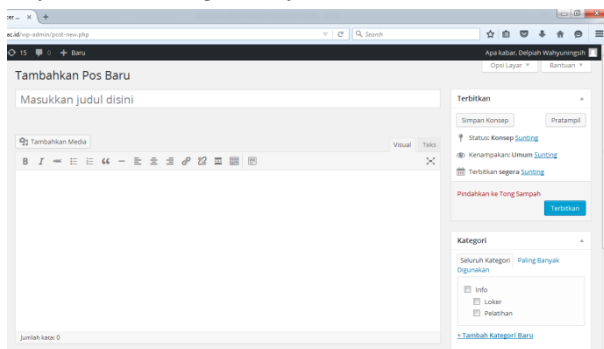 ac.id/wp-admin/post-new.php
Search
15
0
+ Baru
Apa kabar, Delpiah Wahyuningsih
Opsi Layar
Bantuan
Tambahkan Pos Baru
Masukkan judul disini
Tambahkan Media
Visual
Teks
B I
Jumlah kata: 0
Terbitkan
Simpan Konsep
Pratampil
Status: Konsep Sunting
Kenampakan: Umum Sunting
Terbitkan segera Sunting
Pindahkan ke Tong Sampah
Terbitkan
Kategori
Seluruh Kategori
Paling Banyak
Digunakan
Info
Loker
Pelatihan
+ Tambah Kategori Baru